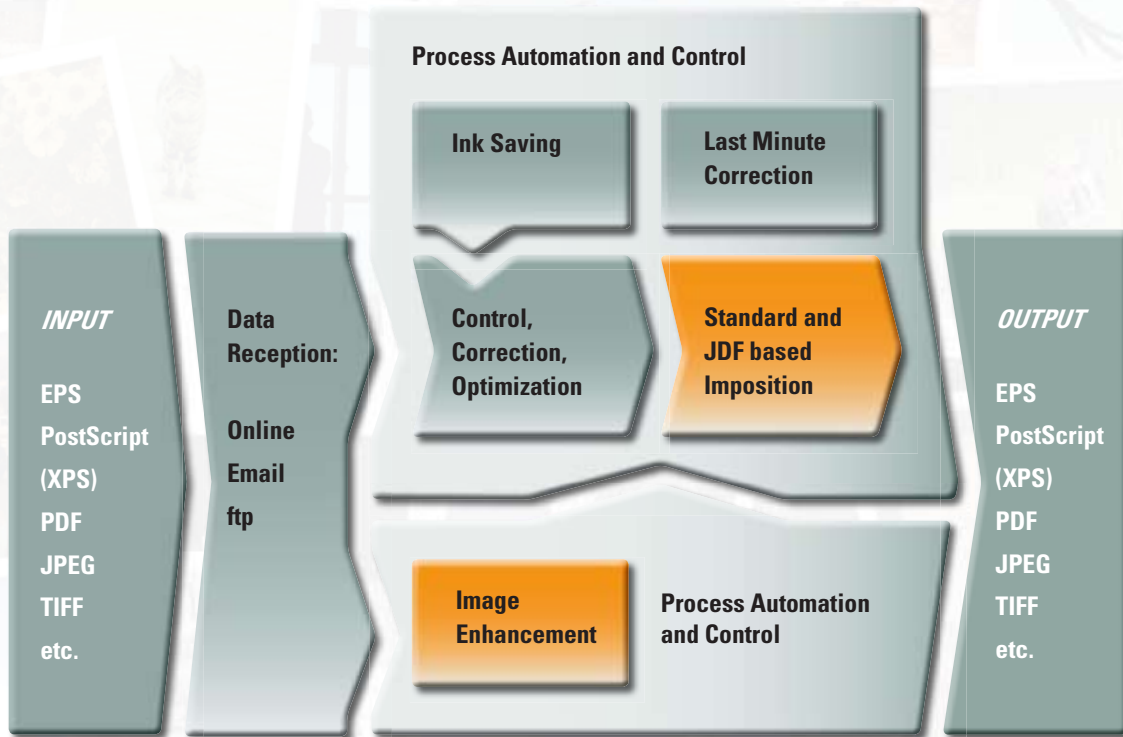 Process Automation and Control
Ink Saving
Last Minute
Correction
INPUT
EPS
PostScript
(XPS)
PDF
JPEG
TIFF
etc.
Data
Reception:
Online
Email
ftp
Control,
Correction,
Optimization
Standard and
JDF based
Imposition
Image
Enhancement
Process Automation
and Control
OUTPUT
EPS
PostScript
(XPS)
PDF
JPEG
TIFF
etc.